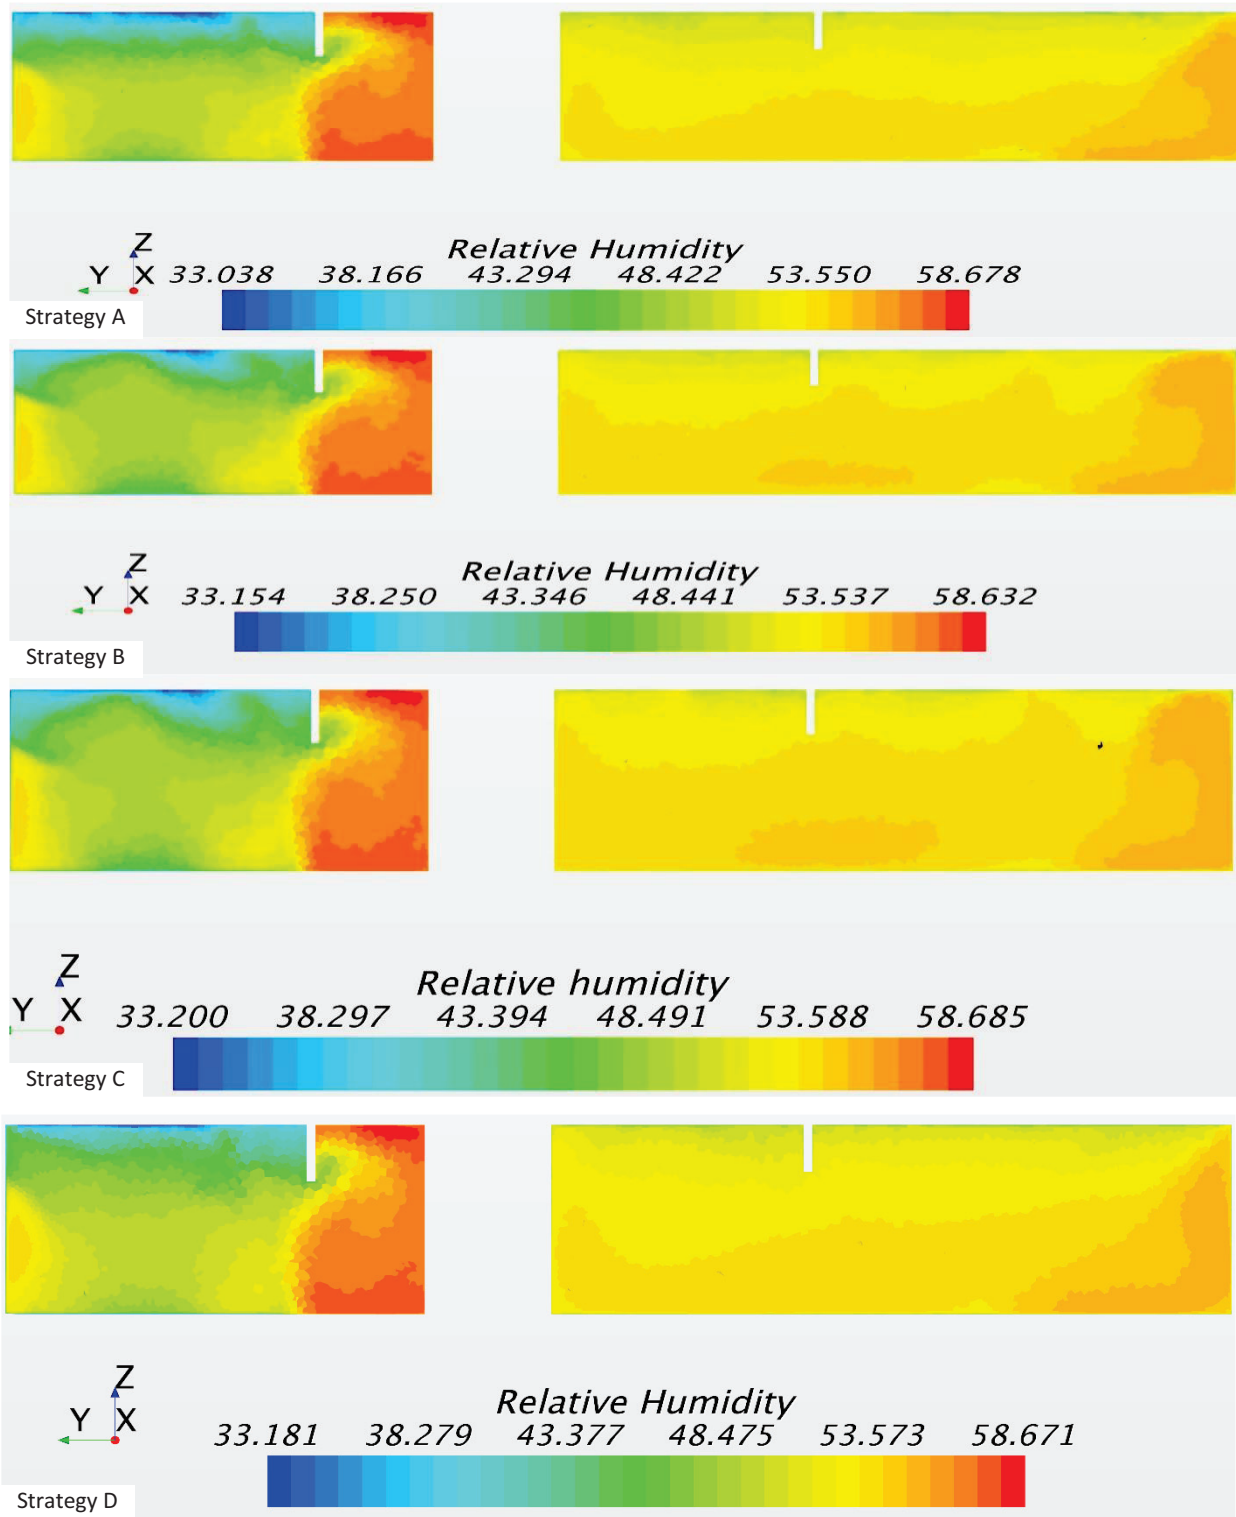 Relative Humidity
Z
Y X 33.038 38.166 43.294 48.422 53.550 58.678
Strategy A
Relative Humidity
Z
Y X 33.154 38.250 43.346 48.441 53.537 58.632
Strategy B
Relative humidity
Z
Y X 33.200 38.297 43.394 48.491 53.588 58.685
Strategy C
Relative Humidity
Z
Y X 33.181 38.279 43.377 48.475 53.573 58.671
Strategy D